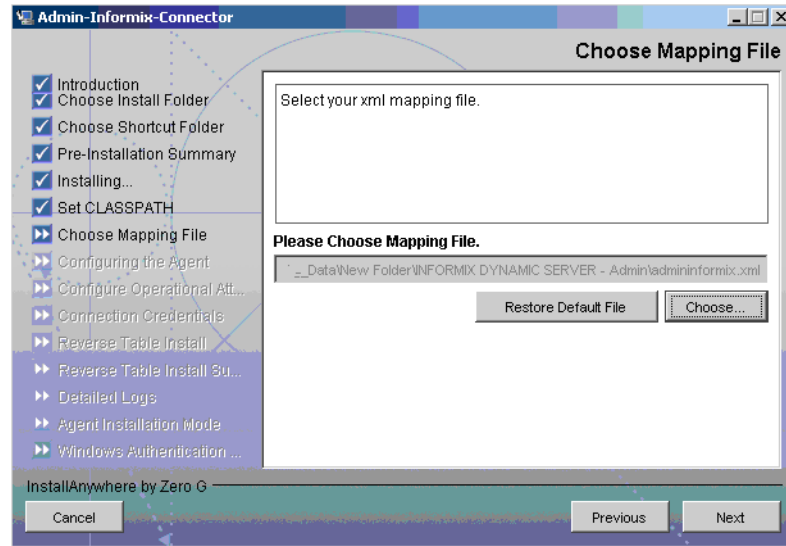 Admin-Informix-Connector
Choose Mapping File
Introduction
Choose Install Folder
Choose Shortcut Folder
Pre-Installation Summary
Installing...
Set CLASSPATH
Choose Mapping File
Configuring the Agent
Configure Operational Att...
Connection Credentials
Reverse Table Install
Reverse Table Install Su...
Detailed Logs
Agent Installation Mode
Windows Authentication ...
Select your xml mapping file.
Please Choose Mapping File.
_Data\New Folder\INFORMIX DYNAMIC SERVER - Admin\admininformix.xml
Restore Default File
Choose...
InstallAnywhere by Zero G
Cancel
Previous
Next